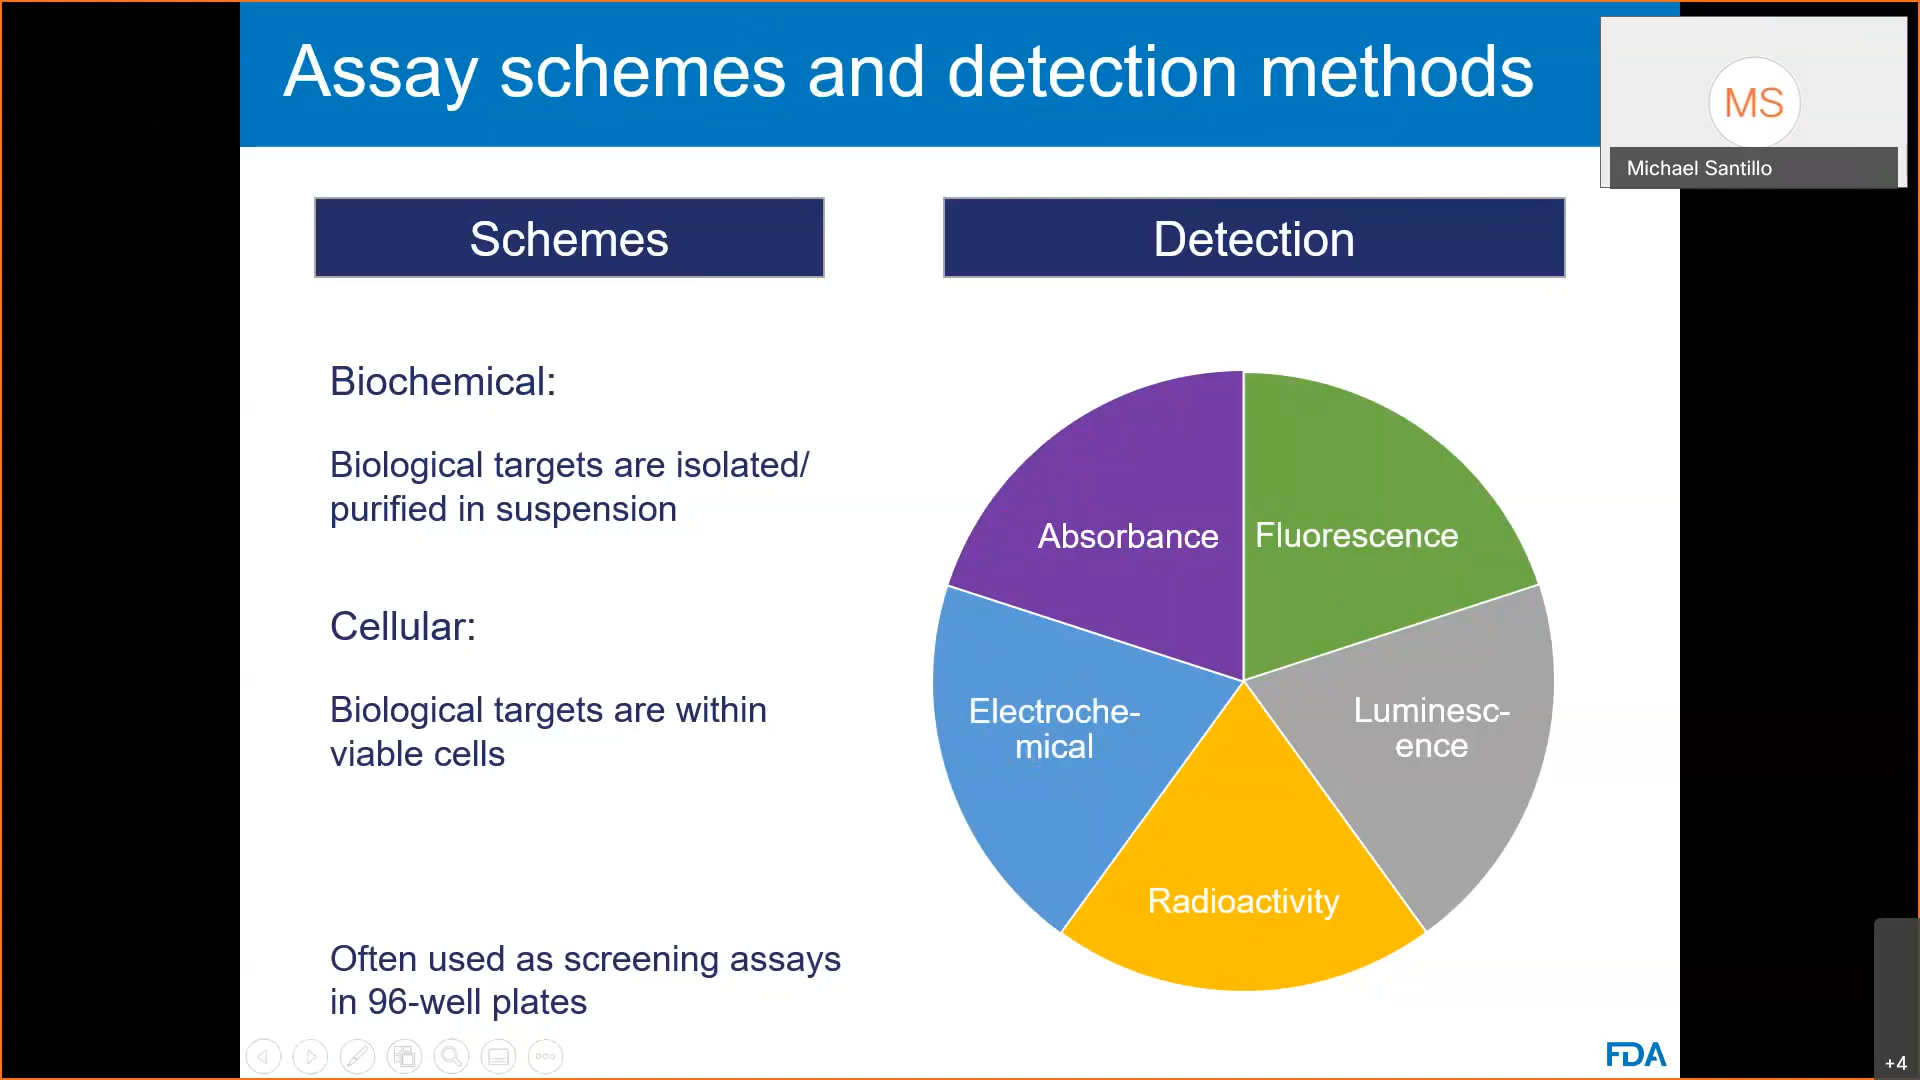 Assay schemes and detection methods
MS
Michael Santillo
Schemes
Detection
Biochemical:
Biological targets are isolated/
purified in suspension
Cellular:
Biological targets are within
viable cells
Often used as screening assays
in 96-well plates
Absorbance
Fluorescence
Electroche-
mical
Luminesc-
ence
Radioactivity
FDA
+4